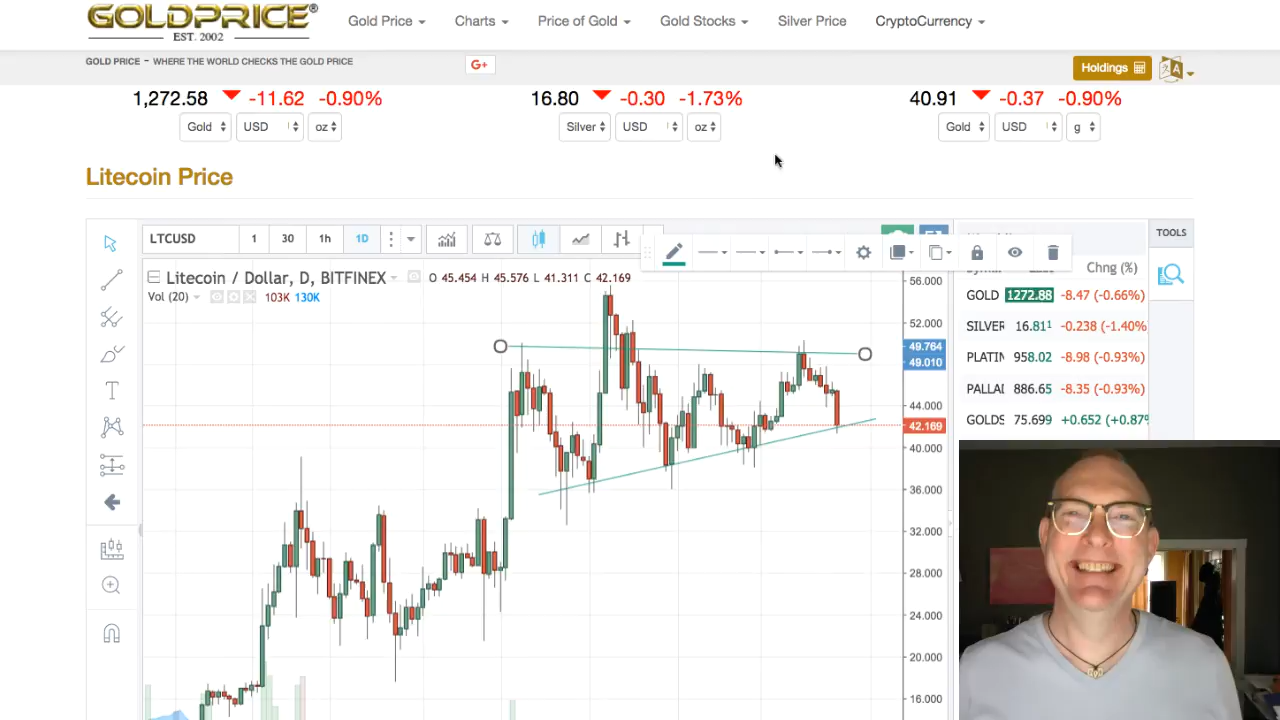 GOLDPRICE®
EST. 2002
Gold Price
Charts
Price of Gold
Gold Stocks
Silver Price
CryptoCurrency
GOLD PRICE – WHERE THE WORLD CHECKS THE GOLD PRICE
G+
Holdings
A
1,272.58 -11.62 -0.90%
16.80 -0.30 -1.73%
40.91 -0.37 -0.90%
Gold USD oz
Silver USD oz
Gold USD g
Litecoin Price
LTCUSD 1 30 1h 1D
TOOLS
Litecoin / Dollar, D, BITFINEX O 45.454 H 45.576 L 41.311 C 42.169
Vol (20) 103K 130K
T
56.000
52.000
49.764
49.010
44.000
42.169
40.000
36.000
32.000
28.000
24.000
20.000
16.000
Chng (%)
GOLD 1272.88 -8.47 (-0.66%)
SILVER 16.81¹ -0.238 (-1.40%
PLATIN 958.02 -8.98 (-0.93%)
PALLA 886.65 -8.35 (-0.93%)
GOLDS 75.699 +0.652 (+0.87%